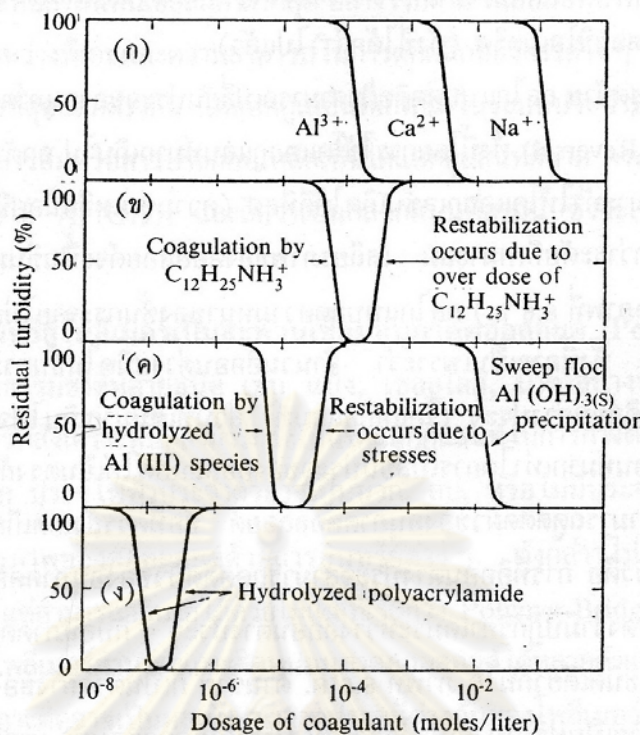 100
(ก)
50
Al3+
Ca2+
Na+
0
100
(ข)
Coagulation by
C12H25NH3+
50
Restabilization
occurs due to
over dose of
C12H25NH3+
0
100
(ค)
Coagulation by
hydrolyzed
Al (III) species
50
Restabilization
stresses
Sweep floc
Al (OH)3(S)
precipitation
0
100
50
(ง)
Hydrolyzed polyacrylamide
0
10-8
10-6
10-4
10-2
Residual turbidity (%)
Dosage of coagulant (moles/liter)